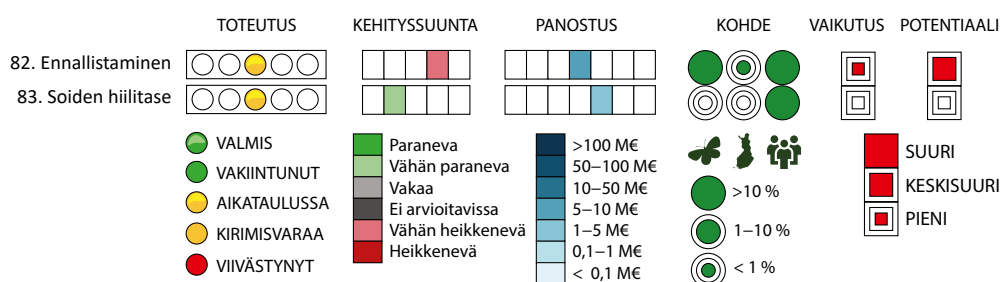 TOTEUTUS KEHITYSSUUNTA PANOSTUS KOHDE VAIKUTUS POTENTIAALI
82. Ennallistaminen
83. Soiden hiilitase
VALMIS
VAKIINTUNUT
AIKATAULUSSA
KIRIMISVARAA
VIIVÄSTYNYT
Paraneva
Vähän paraneva
Vakaa
Ei arvioitavissa
Vähän heikkenevä
Heikkenevä
>100 M€
50–100 M€
10–50 M€
5–10 M€
1–5 M€
0,1–1 M€
< 0,1 M€
>10 %
1–10 %
< 1 %
SUURI
KESKISUURI
PIENI